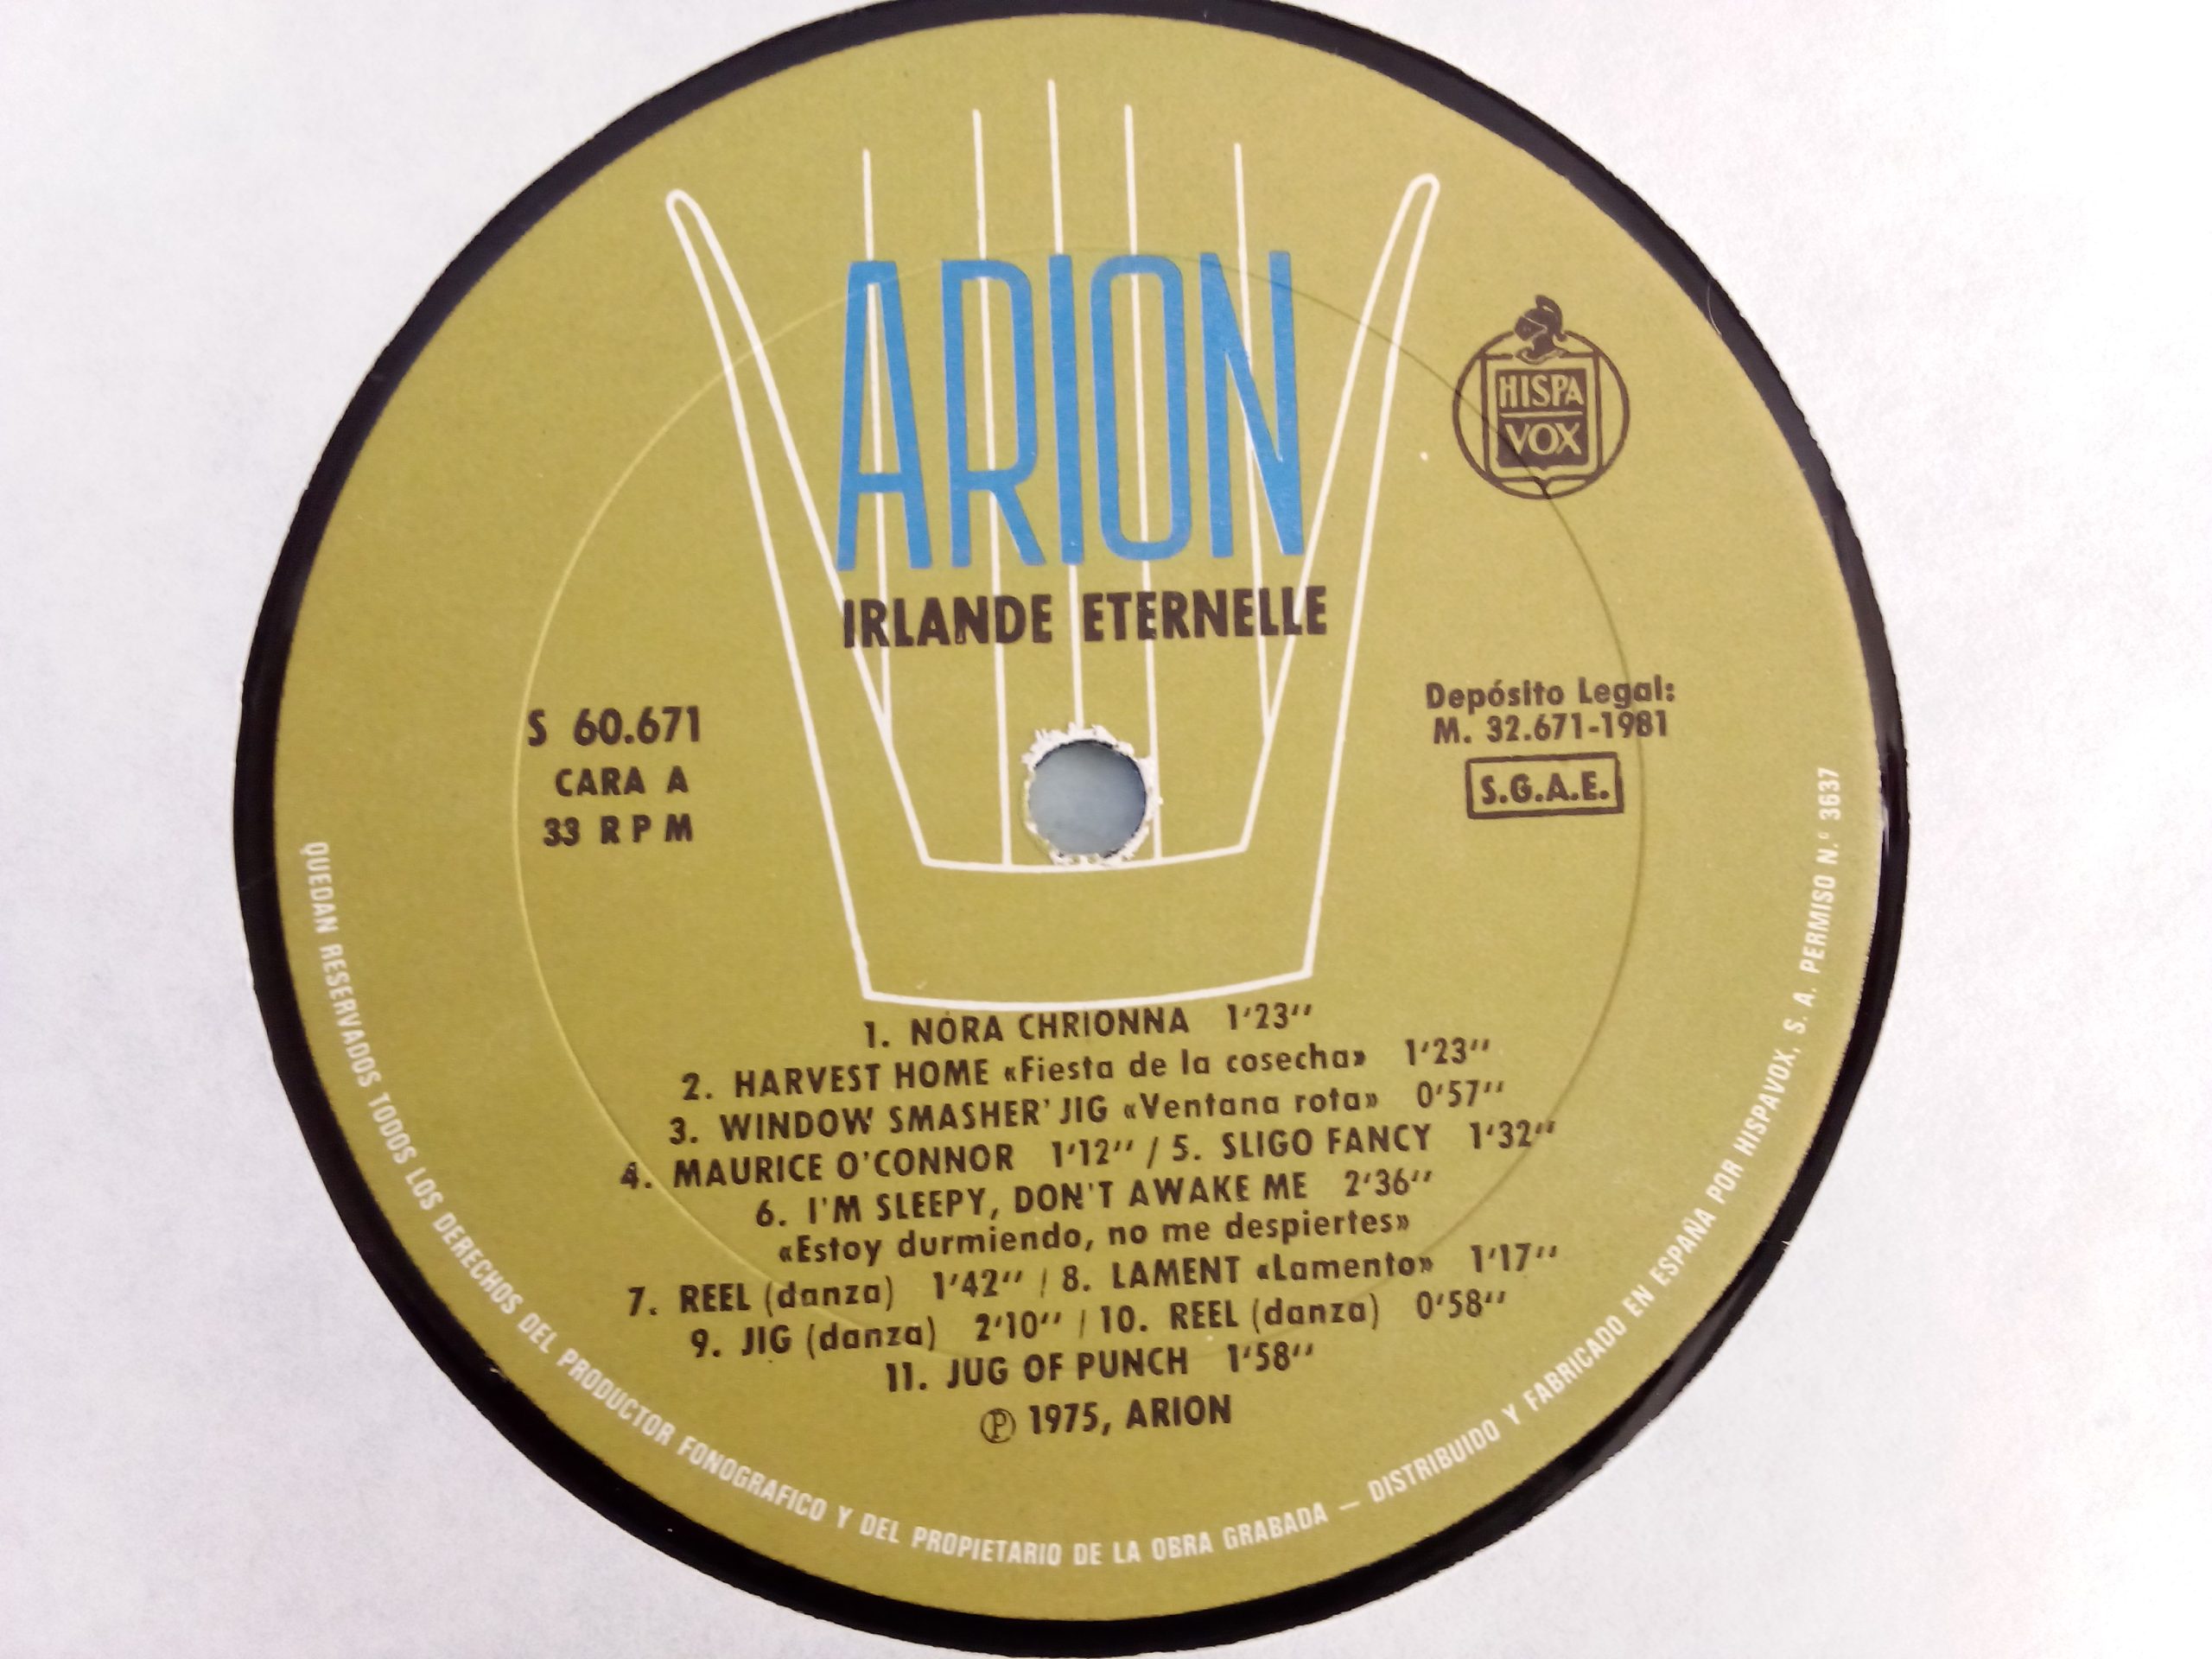 ARION
HISPA
VOX
IRLANDE ETERNELLE
S 60.671
CARA A
33 RPM
Depósito Legal:
M. 32.671-1981
S.G.A.E.
1. NÓRA CHRIONNA 1'23''
2. HARVEST HOME «Fiesta de la cosecha» 1'23''
3. WINDOW SMASHER' JIG «Ventana rota» 0'57''
4. MAURICE O'CONNOR 1'12'' / 5. SLIGO FANCY 1'32''
6. I'M SLEEPY, DON'T AWAKE ME 2'36''
«Estoy durmiendo, no me despiertes»
7. REEL (danza) 1'42'' / 8. LAMENT «Lamento» 1'17''
9. JIG (danza) 2'10'' / 10. REEL (danza) 0'58''
11. JUG OF PUNCH 1'58''
Ⓟ 1975, ARION
QUEDAN RESERVADOS TODOS LOS DERECHOS DEL PRODUCTOR FONOGRAFICO Y DEL PROPIETARIO DE LA OBRA GRABADA — DISTRIBUIDO Y FABRICADO EN ESPAÑA POR HISPAVOX, S. A. PERMISO N.º 3637